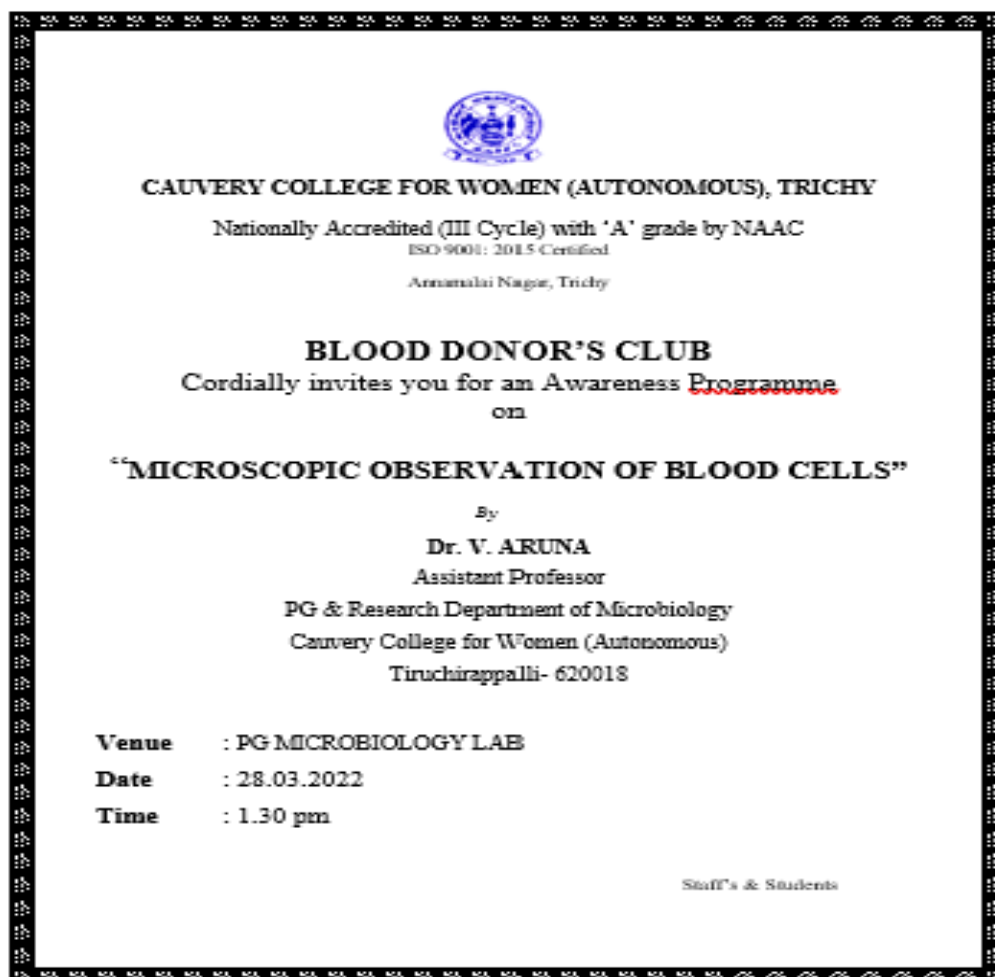 CAUVERY COLLEGE FOR WOMEN (AUTONOMOUS), TRICHY
Nationally Accredited (III Cycle) with ‘A’ grade by NAAC
ISO 9001: 2015 Certified
Annamalai Nagar, Trichy
BLOOD DONOR’S CLUB
Cordially invites you for an Awareness Programme
on
“MICROSCOPIC OBSERVATION OF BLOOD CELLS”
By
Dr. V. ARUNA
Assistant Professor
PG & Research Department of Microbiology
Cauvery College for Women (Autonomous)
Tiruchirappalli- 620018
Venue : PG MICROBIOLOGY LAB
Date : 28.03.2022
Time : 1.30 pm
Staff’s & Students